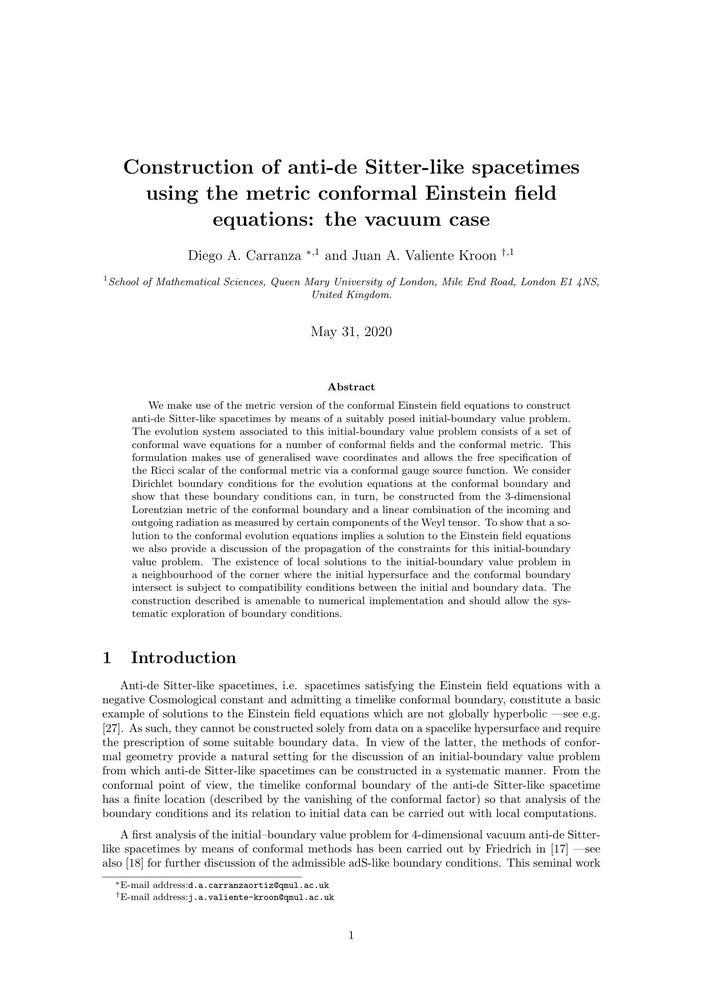 Construction of anti-de Sitter-like spacetimes
using the metric conformal Einstein field
equations: the vacuum case
Diego A. Carranza *,1 and Juan A. Valiente Kroon †,1
1School of Mathematical Sciences, Queen Mary University of London, Mile End Road, London E1 4NS,
United Kingdom.
May 31, 2020
Abstract
We make use of the metric version of the conformal Einstein field equations to construct
anti-de Sitter-like spacetimes by means of a suitably posed initial-boundary value problem.
The evolution system associated to this initial-boundary value problem consists of a set of
conformal wave equations for a number of conformal fields and the conformal metric. This
formulation makes use of generalised wave coordinates and allows the free specification of
the Ricci scalar of the conformal metric via a conformal gauge source function. We consider
Dirichlet boundary conditions for the evolution equations at the conformal boundary and
show that these boundary conditions can, in turn, be constructed from the 3-dimensional
Lorentzian metric of the conformal boundary and a linear combination of the incoming and
outgoing radiation as measured by certain components of the Weyl tensor. To show that a so-
lution to the conformal evolution equations implies a solution to the Einstein field equations
we also provide a discussion of the propagation of the constraints for this initial-boundary
value problem. The existence of local solutions to the initial-boundary value problem in
a neighbourhood of the corner where the initial hypersurface and the conformal boundary
intersect is subject to compatibility conditions between the initial and boundary data. The
construction described is amenable to numerical implementation and should allow the sys-
tematic exploration of boundary conditions.
1 Introduction
Anti-de Sitter-like spacetimes, i.e. spacetimes satisfying the Einstein field equations with a
negative Cosmological constant and admitting a timelike conformal boundary, constitute a basic
example of solutions to the Einstein field equations which are not globally hyperbolic —see e.g.
[27]. As such, they cannot be constructed solely from data on a spacelike hypersurface and require
the prescription of some suitable boundary data. In view of the latter, the methods of confor-
mal geometry provide a natural setting for the discussion of an initial-boundary value problem
from which anti-de Sitter-like spacetimes can be constructed in a systematic manner. From the
conformal point of view, the timelike conformal boundary of the anti-de Sitter-like spacetime
has a finite location (described by the vanishing of the conformal factor) so that analysis of the
boundary conditions and its relation to initial data can be carried out with local computations.
A first analysis of the initial–boundary value problem for 4-dimensional vacuum anti-de Sitter-
like spacetimes by means of conformal methods has been carried out by Friedrich in [17] —see
also [18] for further discussion of the admissible adS-like boundary conditions. This seminal work
*E-mail address:d.a.carranzaortiz@qmul.ac.uk
†E-mail address:j.a.valiente-kroon@qmul.ac.uk
1